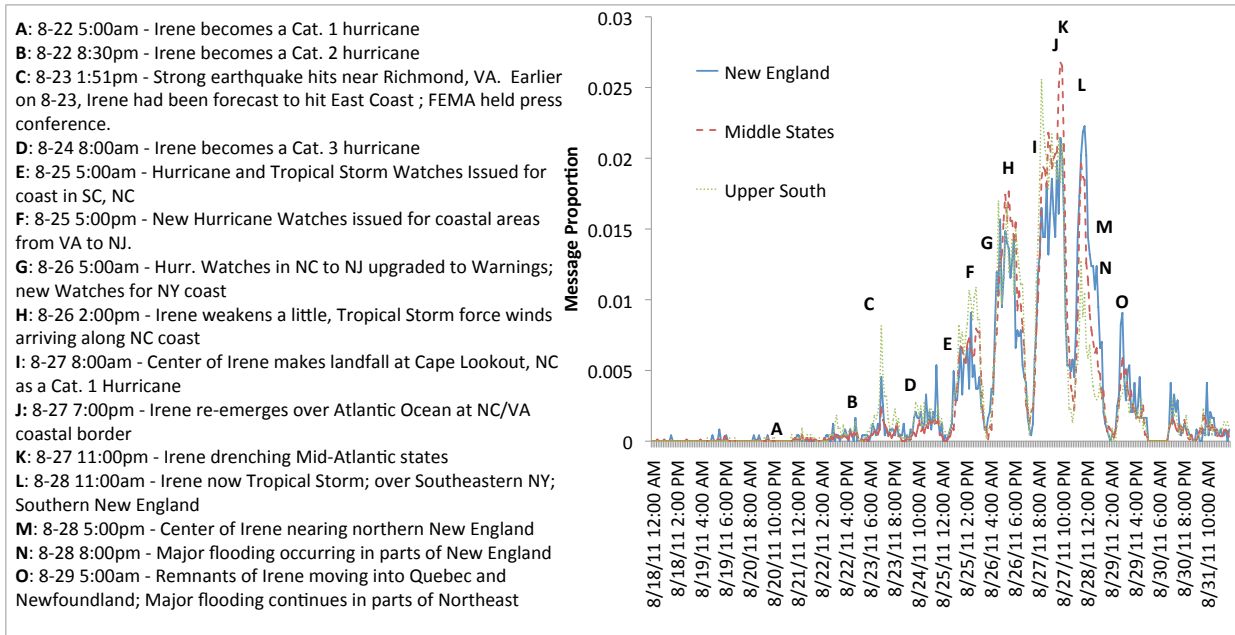 A: 8-22 5:00am - Irene becomes a Cat. 1 hurricane
B: 8-22 8:30pm - Irene becomes a Cat. 2 hurricane
C: 8-23 1:51pm - Strong earthquake hits near Richmond, VA. Earlier
on 8-23, Irene had been forecast to hit East Coast ; FEMA held press
conference.
D: 8-24 8:00am - Irene becomes a Cat. 3 hurricane
E: 8-25 5:00am - Hurricane and Tropical Storm Watches Issued for
coast in SC, NC
F: 8-25 5:00pm - New Hurricane Watches issued for coastal areas
from VA to NJ.
G: 8-26 5:00am - Hurr. Watches in NC to NJ upgraded to Warnings;
new Watches for NY coast
H: 8-26 2:00pm - Irene weakens a little, Tropical Storm force winds
arriving along NC coast
I: 8-27 8:00am - Center of Irene makes landfall at Cape Lookout, NC
as a Cat. 1 Hurricane
J: 8-27 7:00pm - Irene re-emerges over Atlantic Ocean at NC/VA
coastal border
K: 8-27 11:00pm - Irene drenching Mid-Atlantic states
L: 8-28 11:00am - Irene now Tropical Storm; over Southeastern NY;
Southern New England
M: 8-28 5:00pm - Center of Irene nearing northern New England
N: 8-28 8:00pm - Major flooding occurring in parts of New England
O: 8-29 5:00am - Remnants of Irene moving into Quebec and
Newfoundland; Major flooding continues in parts of Northeast
Message Proportion
0.03
0.025
0.02
0.015
0.01
0.005
0
New England
Middle States
Upper South
A
B
C
D
E
F
G
H
I
J
K
L
M
N
O
8/18/11 12:00 AM
8/18/11 2:00 PM
8/19/11 4:00 AM
8/19/11 6:00 PM
8/20/11 8:00 AM
8/20/11 10:00 PM
8/21/11 12:00 PM
8/22/11 2:00 AM
8/22/11 4:00 PM
8/23/11 6:00 AM
8/23/11 8:00 PM
8/24/11 10:00 AM
8/25/11 12:00 AM
8/25/11 2:00 PM
8/26/11 4:00 AM
8/26/11 6:00 PM
8/27/11 8:00 AM
8/27/11 10:00 PM
8/28/11 12:00 PM
8/29/11 2:00 AM
8/29/11 4:00 PM
8/30/11 6:00 AM
8/30/11 8:00 PM
8/31/11 10:00 AM